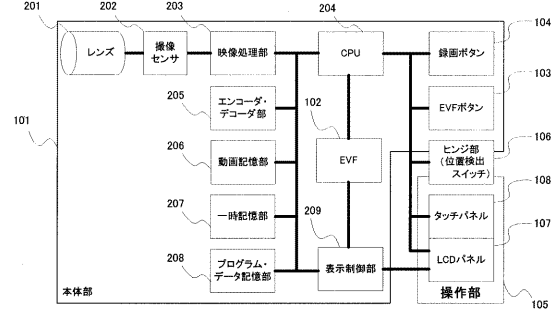 201
202
203
204
104
レンズ
撮像
センサ
映像処理部
CPU
録画ボタン
205
102
103
エンコーダ・
デコーダ部
EVFボタン
101
206
106
動画記憶部
EVF
ヒンジ部
(位置検出
スイッチ)
207
209
108
一時記憶部
タッチパネル
107
208
プログラム・
データ記憶部
表示制御部
LCDパネル
本体部
操作部
105